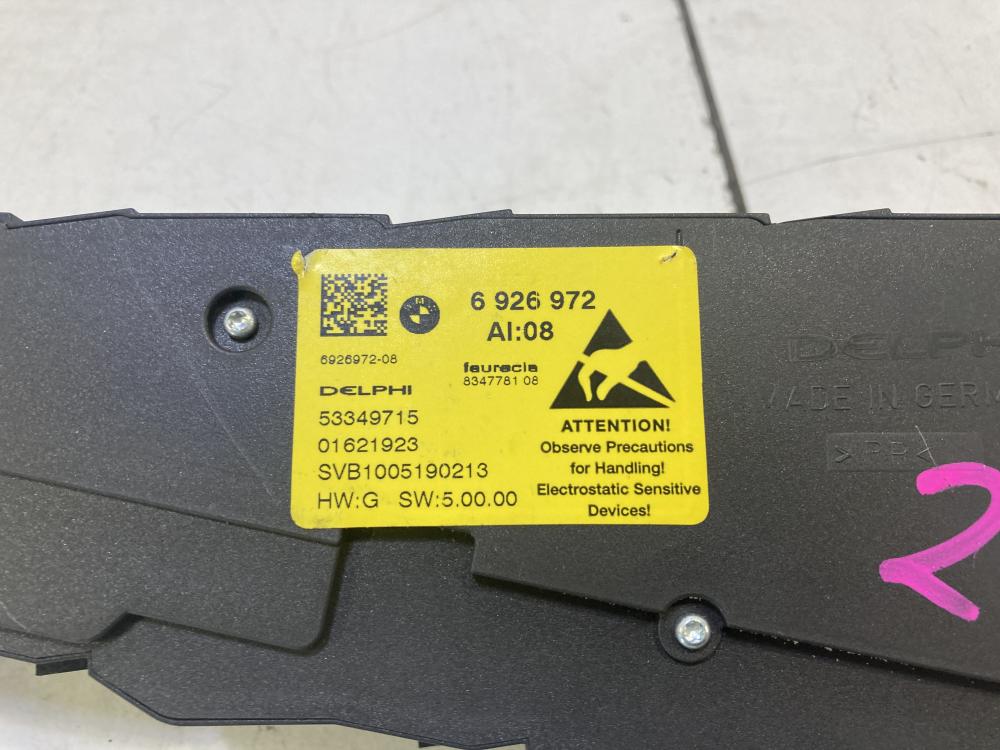 6 926 972
AI:08
6926972-08
faurecia
8347781 08
DELPHI
53349715
01621923
SVB1005190213
HW:G SW:5.00.00
ATTENTION!
Observe Precautions
for Handling!
Electrostatic Sensitive
Devices!
DELPH
MADE IN GERM
>PP<
2